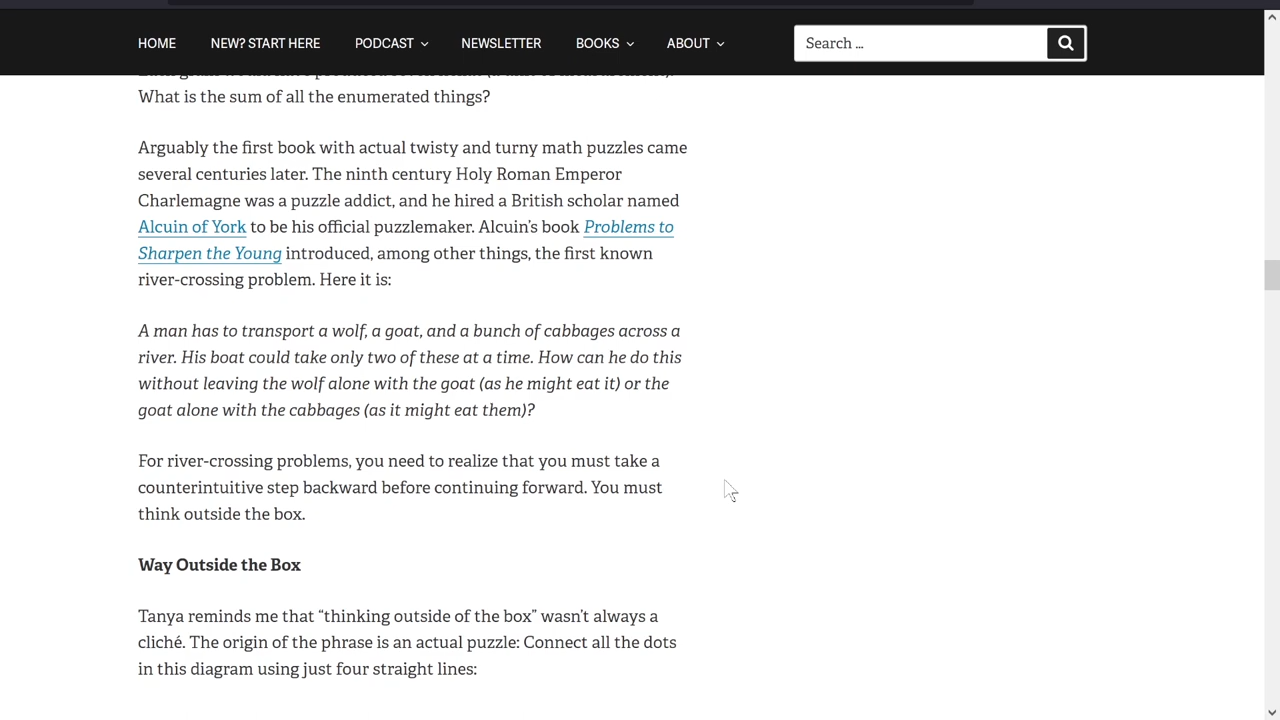 HOME NEW? START HERE PODCAST NEWSLETTER BOOKS ABOUT Search ...
What is the sum of all the enumerated things?
Arguably the first book with actual twisty and turny math puzzles came
several centuries later. The ninth century Holy Roman Emperor
Charlemagne was a puzzle addict, and he hired a British scholar named
Alcuin of York to be his official puzzlemaker. Alcuin’s book Problems to
Sharpen the Young introduced, among other things, the first known
river-crossing problem. Here it is:
A man has to transport a wolf, a goat, and a bunch of cabbages across a
river. His boat could take only two of these at a time. How can he do this
without leaving the wolf alone with the goat (as he might eat it) or the
goat alone with the cabbages (as it might eat them)?
For river-crossing problems, you need to realize that you must take a
counterintuitive step backward before continuing forward. You must
think outside the box.
Way Outside the Box
Tanya reminds me that “thinking outside of the box” wasn’t always a
cliché. The origin of the phrase is an actual puzzle: Connect all the dots
in this diagram using just four straight lines: